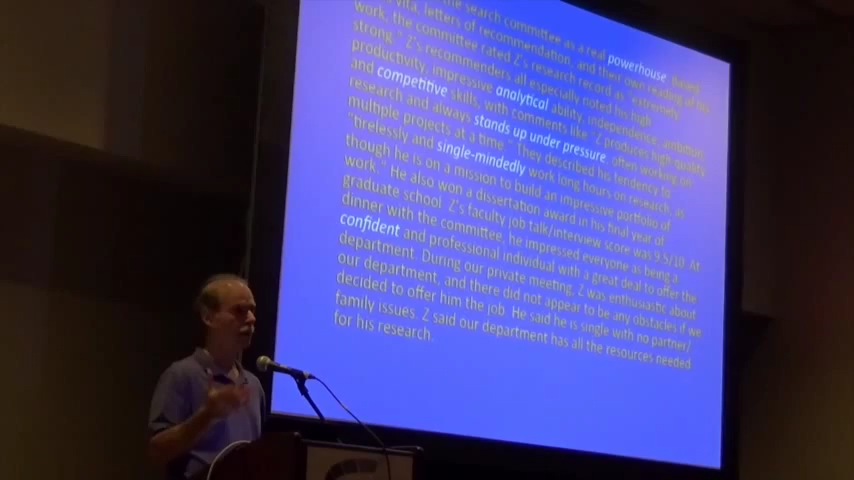 the search committee as a real powerhouse. Based
vita, letters of recommendation, and their own reading of his
work, the committee rated Z's research record as "extremely
strong." Z's recommenders all especially noted his high
productivity, impressive analytical ability, independence, ambition,
and competitive skills, with comments like "Z produces high quality
research and always stands up under pressure, often working on
multiple projects at a time." They described his tendency to
"tirelessly and single-mindedly work long hours on research, as
though he is on a mission to build an impressive portfolio of
work." He also won a dissertation award in his final year of
graduate school. Z's faculty job talk/interview score was 9.5/10. At
dinner with the committee, he impressed everyone as being a
confident and professional individual with a great deal to offer the
department. During our private meeting, Z was enthusiastic about
our department, and there did not appear to be any obstacles if we
decided to offer him the job. He said he is single with no partner/
family issues. Z said our department has all the resources needed
for his research.